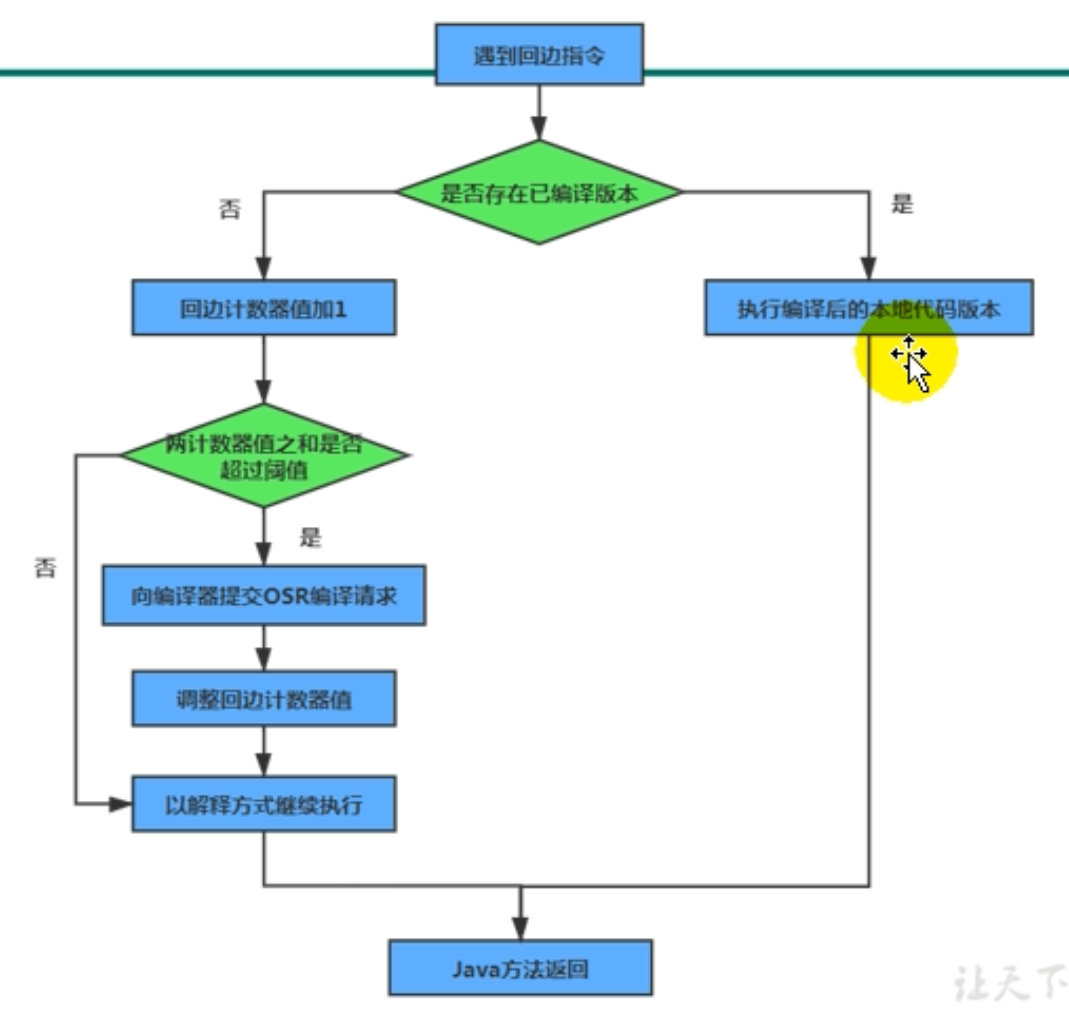 遇到回边指令
是否存在已编译版本
否
是
回边计数器值加1
执行编译后的本地代码版本
两计数器值之和是否
超过阈值
是
否
向编译器提交OSR编译请求
调整回边计数器值
以解释方式继续执行
Java方法返回
让天下